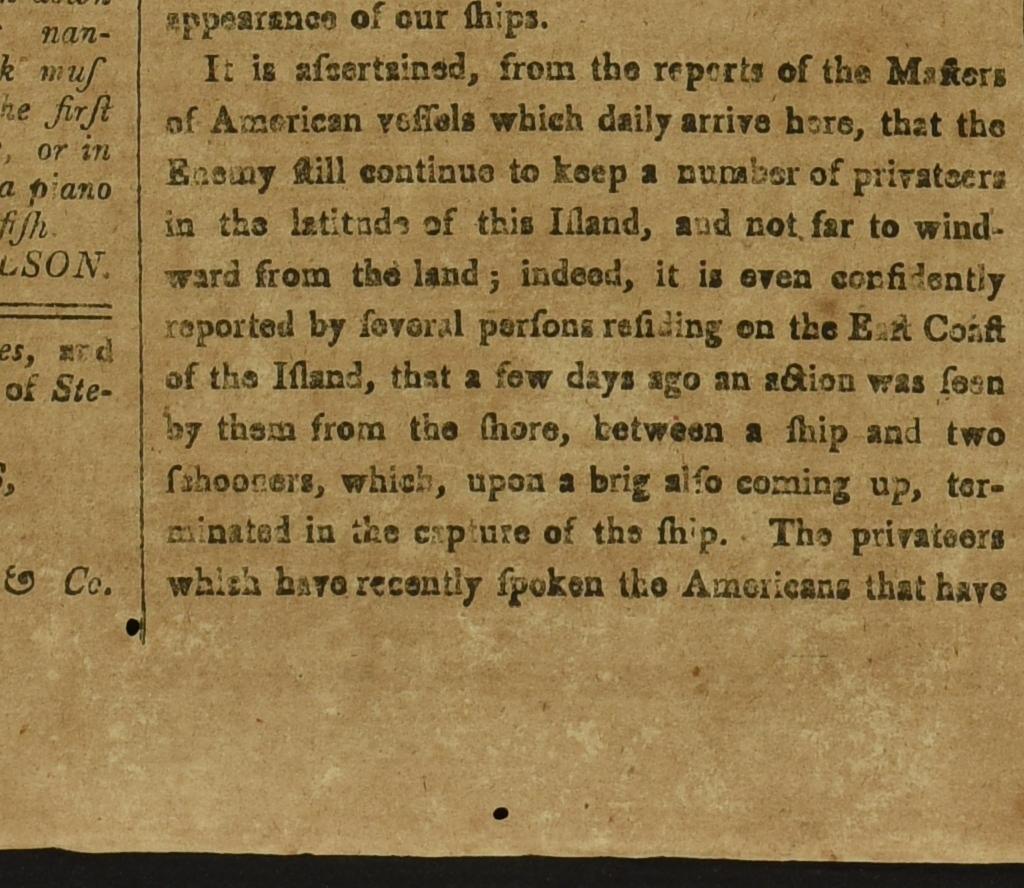 nan-
muſ
firſt
or in
a piano
fiſh.
LSON.
es, and
of Ste-
& Co.
appearance of our ſhips.
It is aſcertained, from the reports of the Maſters
of American veſſels which daily arrive here, that the
Enemy ſtill continue to keep a number of privateers
in the latitude of this Iſland, and not far to wind-
ward from the land; indeed, it is even confidently
reported by ſeveral perſons reſiding on the Eaſt Coaſt
of the Iſland, that a few days ago an action was ſeen
by them from the ſhore, between a ſhip and two
ſchooners, which, upon a brig alſo coming up, ter-
minated in the capture of the ſhip. The privateers
which have recently ſpoken the Americans that have